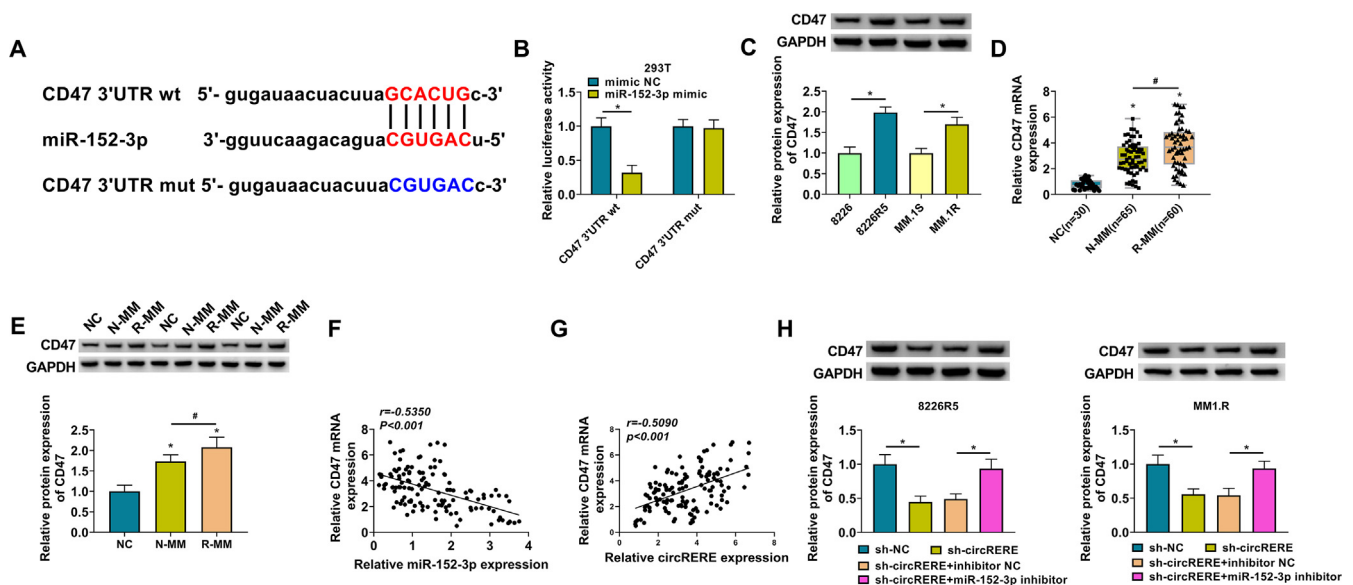 A
CD47 3'UTR wt 5'- gugauaacuacuuaGCACUGc-3'
miR-152-3p 3'-gguucaagacaguaCGUGACu-5'
CD47 3'UTR mut 5'- gugauaacuacuuaCGUGACc-3'
B
293T
mimic NC
miR-152-3p mimic
Relative luciferase activity
1.5
1.0
0.5
0.0
*
CD47 3'UTR wt
CD47 3'UTR mut
C
CD47
GAPDH
Relative protein expression
of CD47
2.5
2.0
1.5
1.0
0.5
0.0
*
*
8226
8226R5
MM.1S
MM.1R
D
Relative CD47 mRNA
expression
8
6
4
2
0
#
*
*
NC(n=30)
N-MM(n=65)
R-MM(n=60)
E
NC N-MM R-MM NC N-MM R-MM NC N-MM R-MM
CD47
GAPDH
Relative protein expression
of CD47
2.5
2.0
1.5
1.0
0.5
0.0
#
*
*
NC N-MM R-MM
F
r=-0.5350
P<0.001
Relative CD47 mRNA
expression
8
6
4
2
0
0 1 2 3 4
Relative miR-152-3p expression
G
r=-0.5090
p<0.001
Relative CD47 mRNA
expression
8
6
4
2
0
0 2 4 6 8
Relative circRERE expression
H
CD47
GAPDH
8226R5
Relative protein expression
of CD47
1.5
1.0
0.5
0.0
*
*
sh-NC
sh-circRERE
sh-circRERE+inhibitor NC
sh-circRERE+miR-152-3p inhibitor
CD47
GAPDH
MM1.R
Relative protein expression
of CD47
1.5
1.0
0.5
0.0
*
*
sh-NC
sh-circRERE
sh-circRERE+inhibitor NC
sh-circRERE+miR-152-3p inhibitor